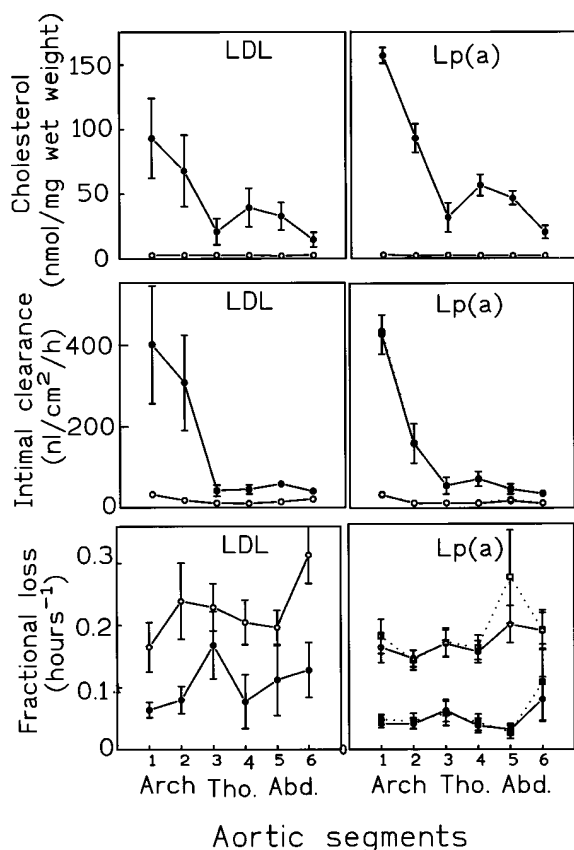 LDL
Lp(a)
Cholesterol
(nmol/mg wet weight)
150
100
50
0
LDL
Lp(a)
Intimal clearance
(nl/cm²/h)
400
200
0
LDL
Lp(a)
Fractional loss
(hours⁻¹)
0.3
0.2
0.1
0
0
1 2 3 4 5 6
Arch Tho. Abd.
1 2 3 4 5 6
Arch Tho. Abd.
Aortic segments